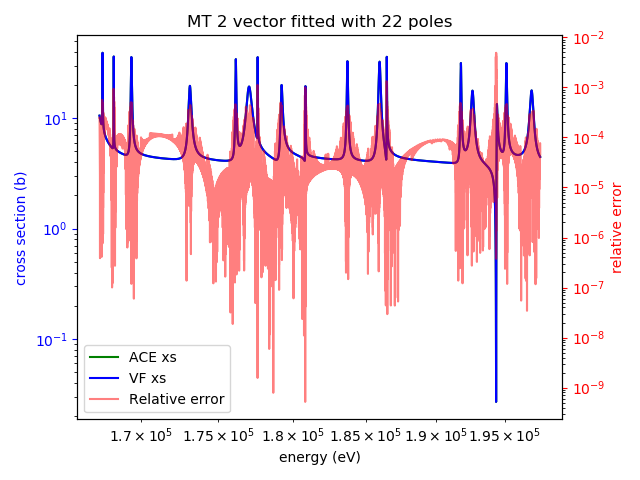 MT 2 vector fitted with 22 poles
cross section (b)
10¹
10⁰
10⁻¹
10⁻²
10⁻³
10⁻⁴
10⁻⁵
10⁻⁶
10⁻⁷
10⁻⁸
10⁻⁹
relative error
ACE xs
VF xs
Relative error
1.7 × 10⁵ 1.75 × 10⁵ 1.8 × 10⁵ 1.85 × 10⁵ 1.9 × 10⁵ 1.95 × 10⁵
energy (eV)